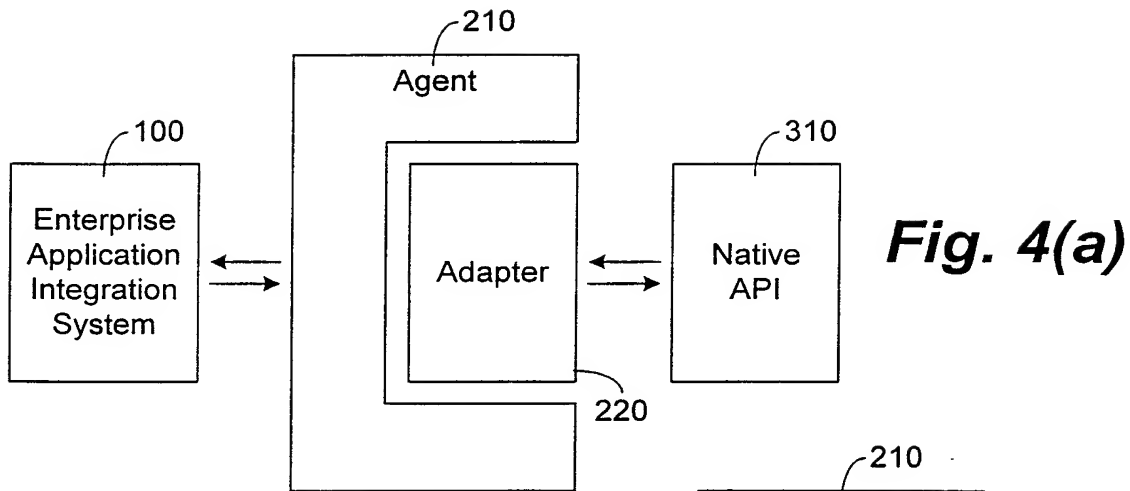 210
Agent
100
310
Enterprise
Application
Integration
System
Adapter
Native
API
Fig. 4(a)
220
210